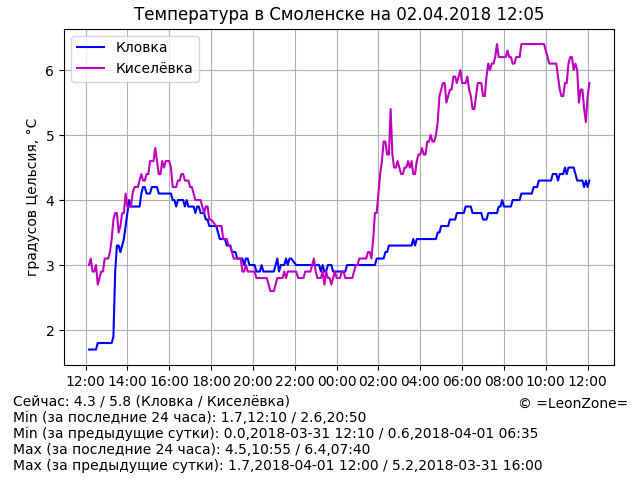 Температура в Смоленске на 02.04.2018 12:05
Кловка
Киселёвка
градусов Цельсия, °C
6
5
4
3
2
12:00 14:00 16:00 18:00 20:00 22:00 00:00 02:00 04:00 06:00 08:00 10:00 12:00
Сейчас: 4.3 / 5.8 (Кловка / Киселёвка)
© =LeonZone=
Min (за последние 24 часа): 1.7,12:10 / 2.6,20:50
Min (за предыдущие сутки): 0.0,2018-03-31 12:10 / 0.6,2018-04-01 06:35
Max (за последние 24 часа): 4.5,10:55 / 6.4,07:40
Max (за предыдущие сутки): 1.7,2018-04-01 12:00 / 5.2,2018-03-31 16:00